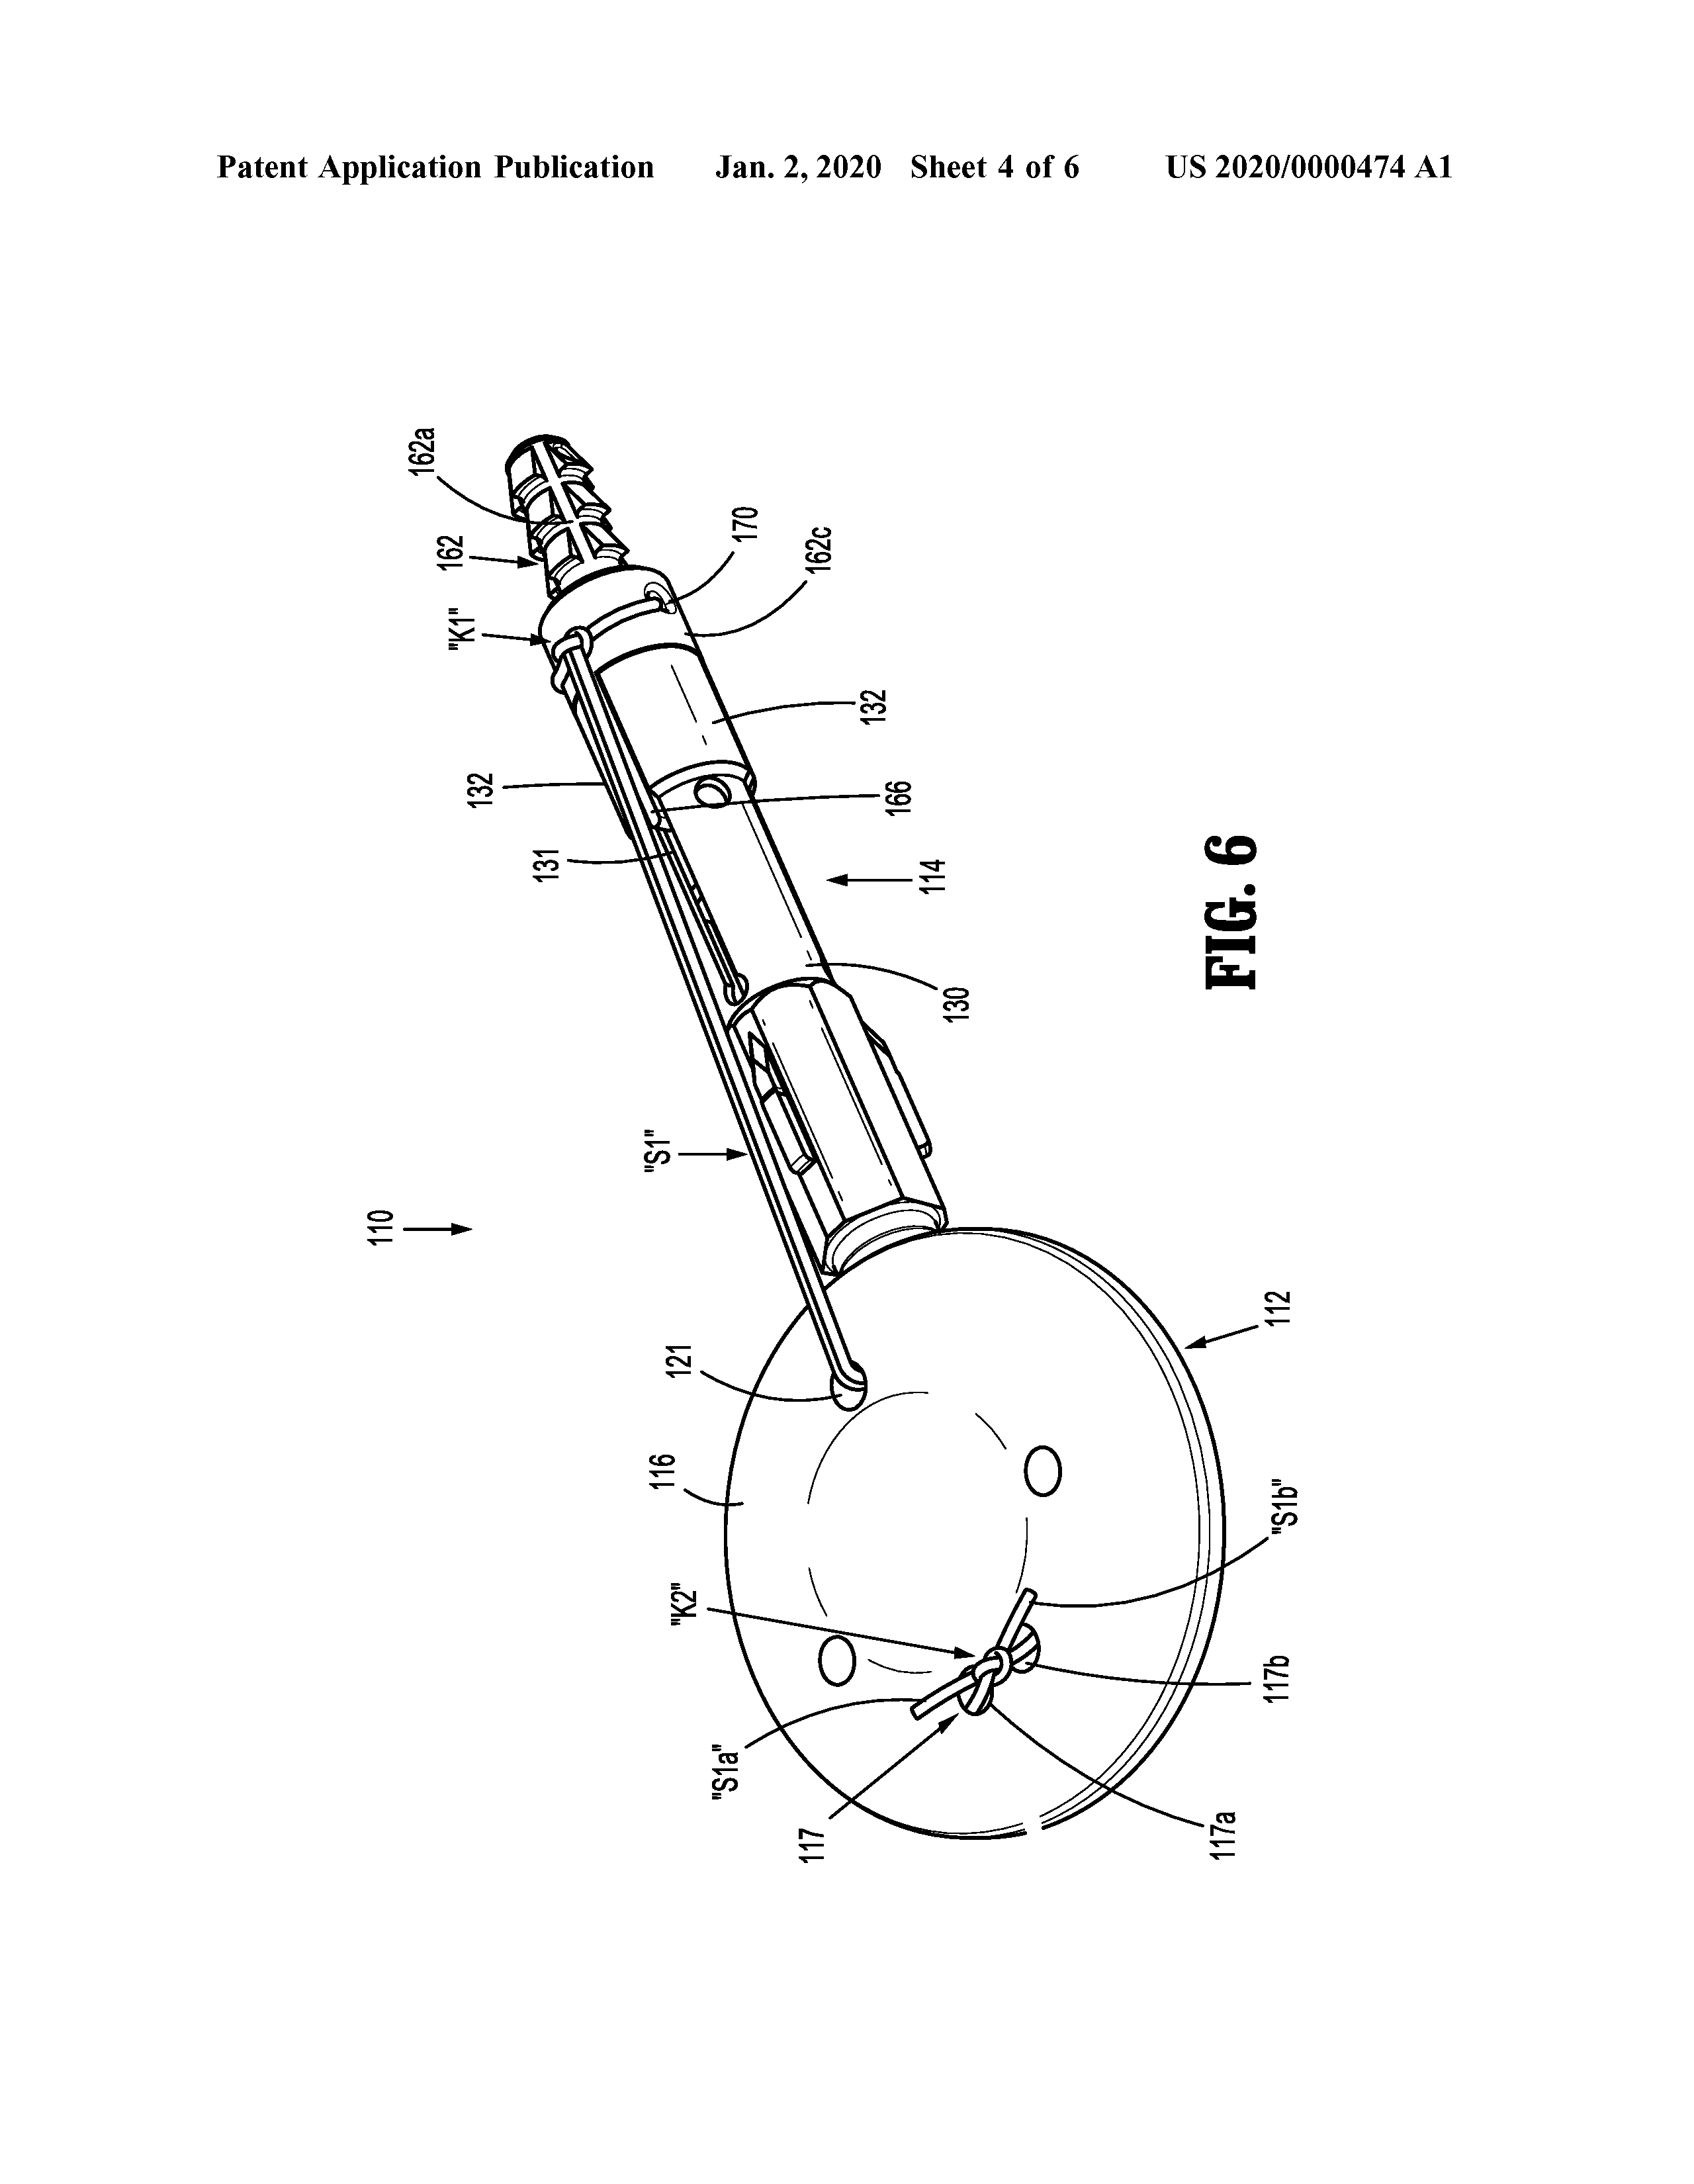 Patent Application Publication Jan. 2, 2020 Sheet 4 of 6 US 2020/0000474 A1
162a
162
170
162c
"K1"
132
132
166
131
114
130
"S1"
110
112
121
116
"S1b"
"K2"
117b
"S1a"
117
117a
FIG. 6